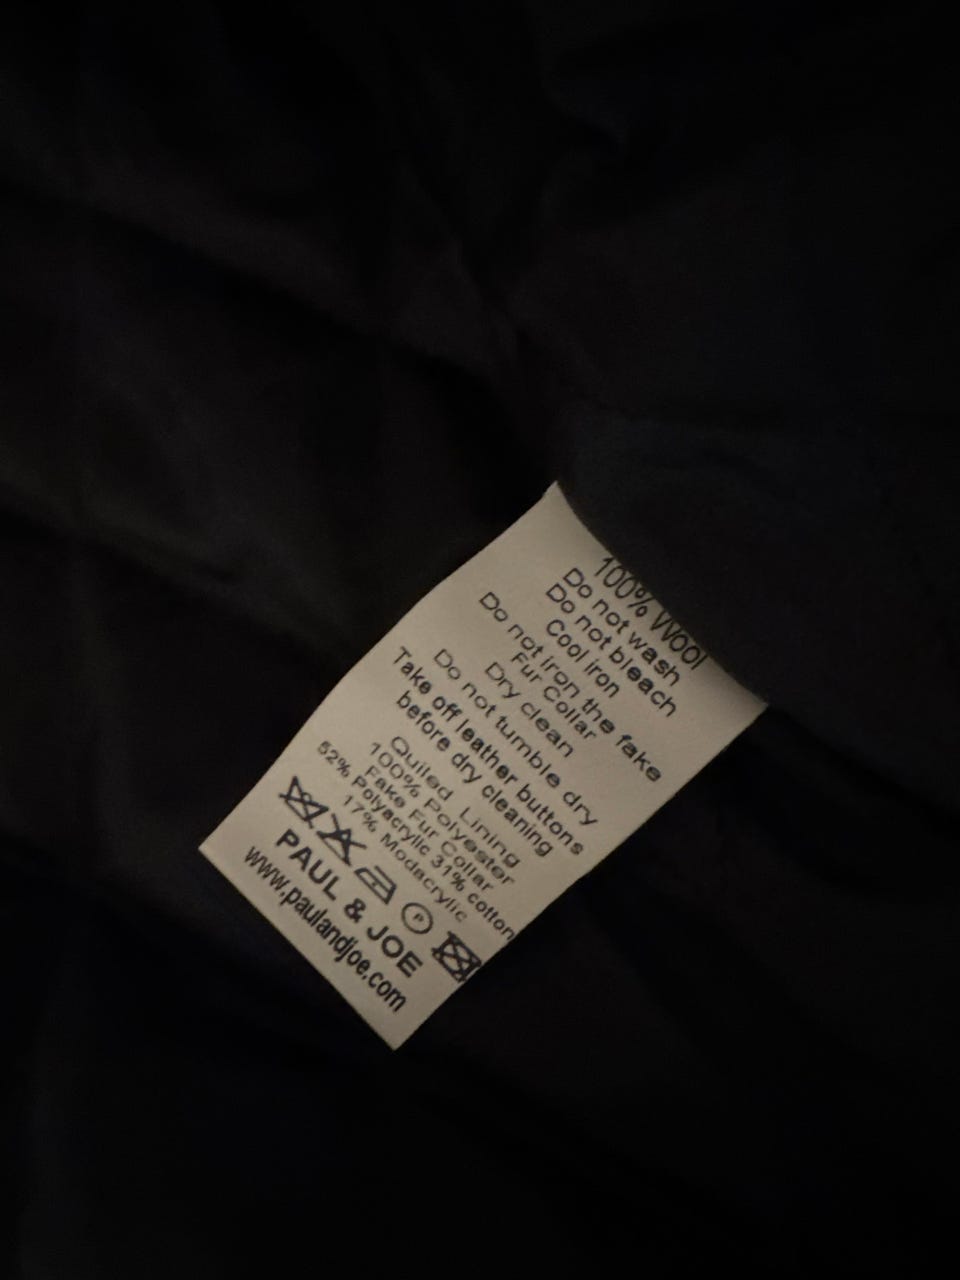 100% Wool
Do not wash
Do not bleach
Cool iron
Do not iron the fake
Fur Collar
Dry clean
Do not tumble dry
Take off leather buttons
before dry cleaning
Quiled Lining
100% Polyester
Fake Fur Collar
52% Polyacrylic 31% cotton
17% Modacrylic
P
PAUL & JOE
www.paulandjoe.com